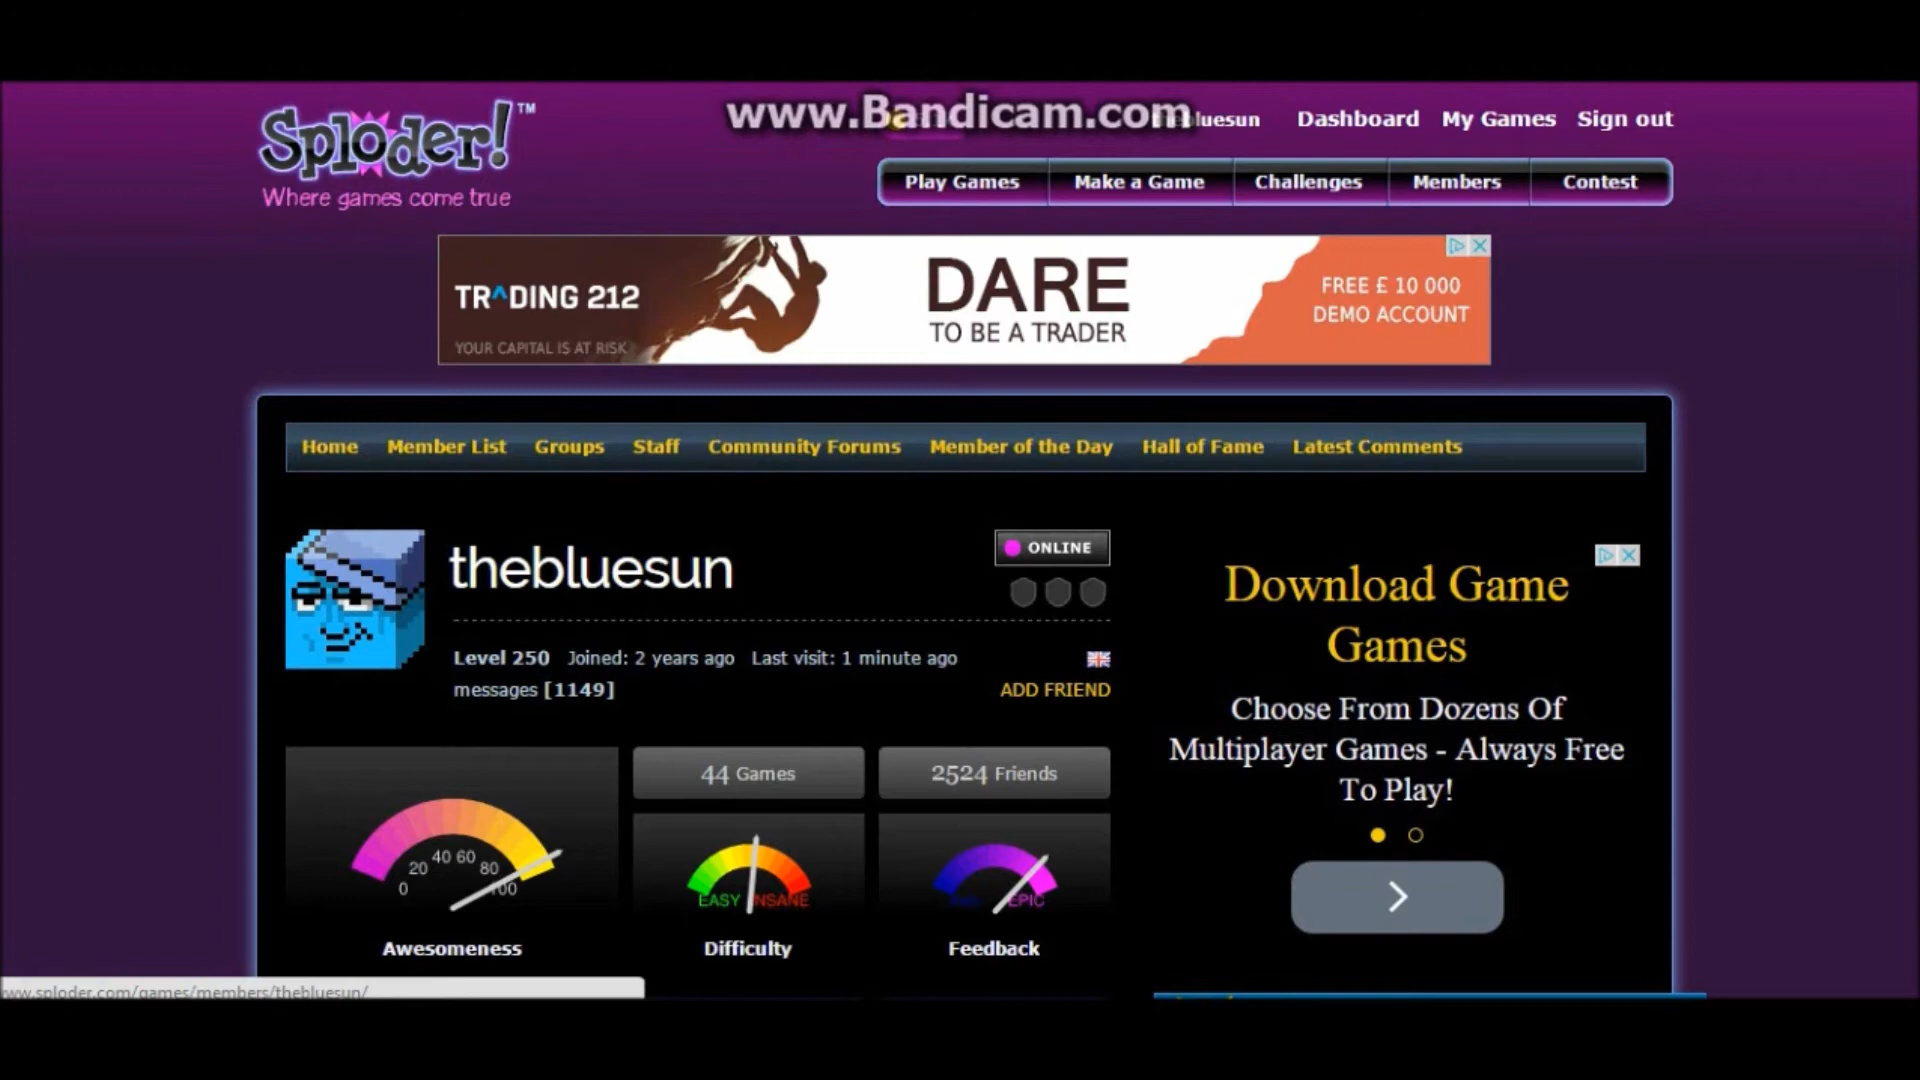 Sploder!™
Where games come true
www.Bandicam.com
thebluesun Dashboard My Games Sign out
Play Games Make a Game Challenges Members Contest
TR^DING 212
YOUR CAPITAL IS AT RISK
DARE
TO BE A TRADER
FREE £ 10 000
DEMO ACCOUNT
Home Member List Groups Staff Community Forums Member of the Day Hall of Fame Latest Comments
thebluesun
ONLINE
Level 250 Joined: 2 years ago Last visit: 1 minute ago
messages [1149]
ADD FRIEND
44 Games
2524 Friends
0 20 40 60 80 100
Awesomeness
EASY INSANE
Difficulty
EPIC
Feedback
Download Game
Games
Choose From Dozens Of
Multiplayer Games - Always Free
To Play!
www.sploder.com/games/members/thebluesun/